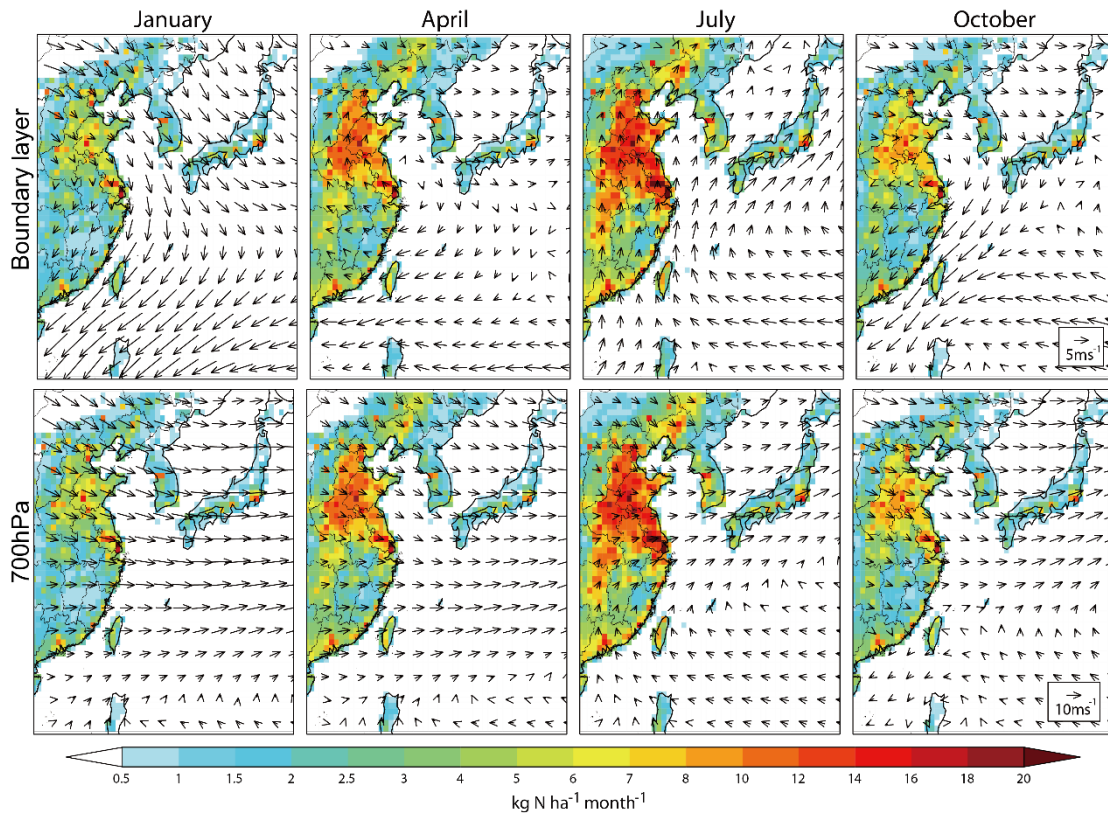 January April July October
Boundary layer
5ms⁻¹
700hPa
10ms⁻¹
0.5 1 1.5 2 2.5 3 4 5 6 7 8 10 12 14 16 18 20
kg N ha⁻¹ month⁻¹